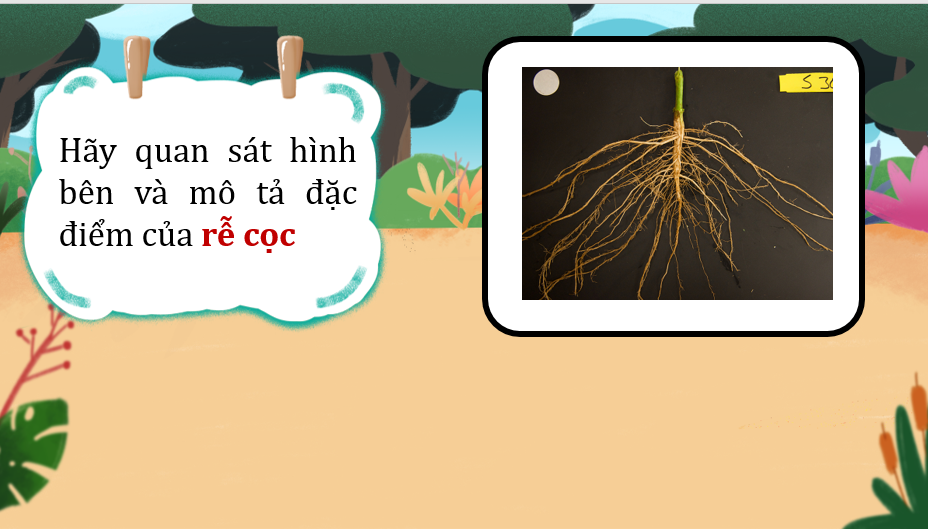 Hãy quan sát hình
bên và mô tả đặc
điểm của rễ cọc